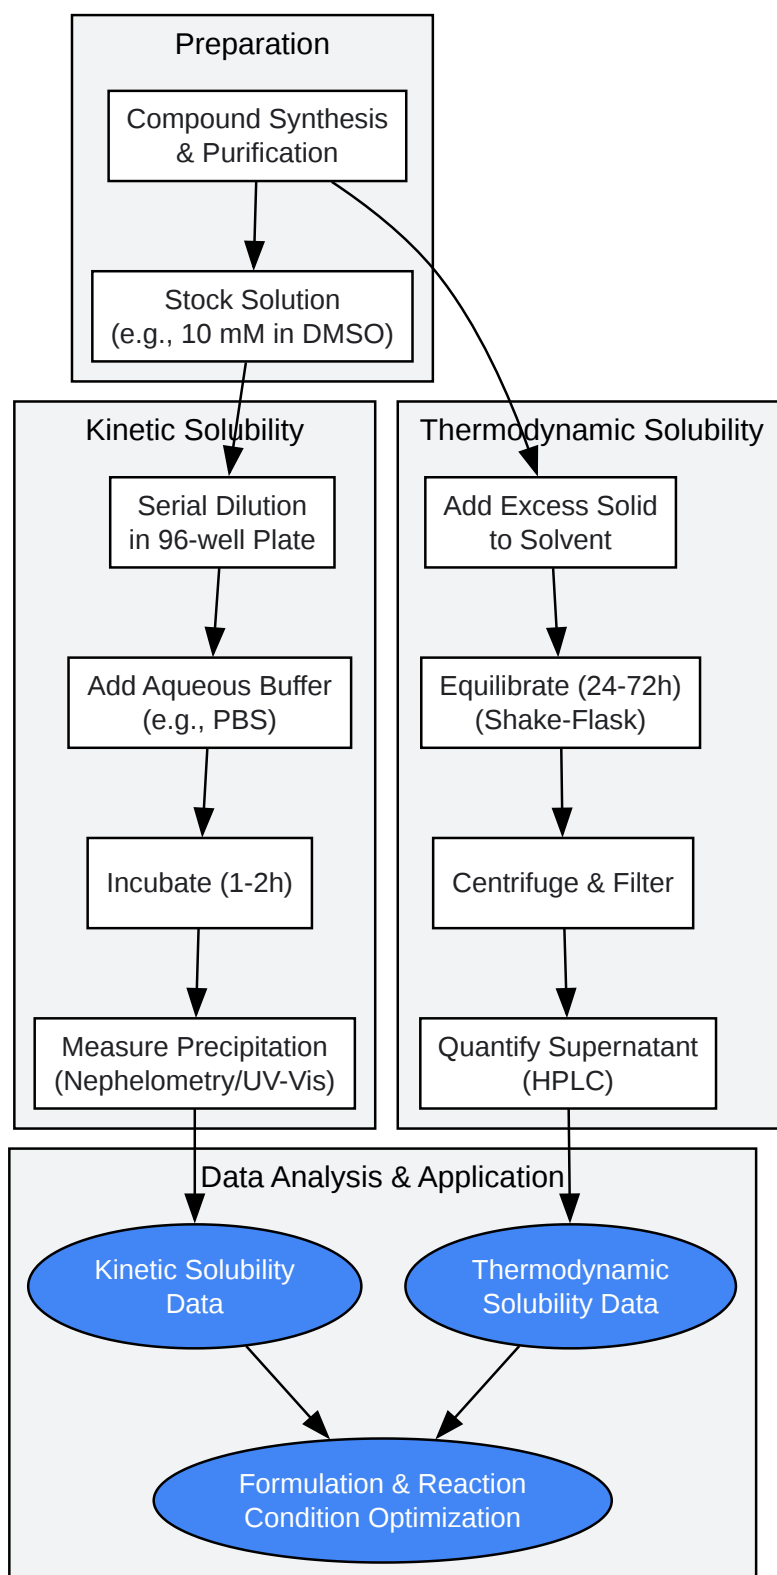 Preparation
Compound Synthesis
& Purification
Stock Solution
(e.g., 10 mM in DMSO)
Kinetic Solubility
Serial Dilution
in 96-well Plate
Add Aqueous Buffer
(e.g., PBS)
Incubate (1-2h)
Measure Precipitation
(Nephelometry/UV-Vis)
Thermodynamic Solubility
Add Excess Solid
to Solvent
Equilibrate (24-72h)
(Shake-Flask)
Centrifuge & Filter
Quantify Supernatant
(HPLC)
Data Analysis & Application
Kinetic Solubility
Data
Thermodynamic
Solubility Data
Formulation & Reaction
Condition Optimization